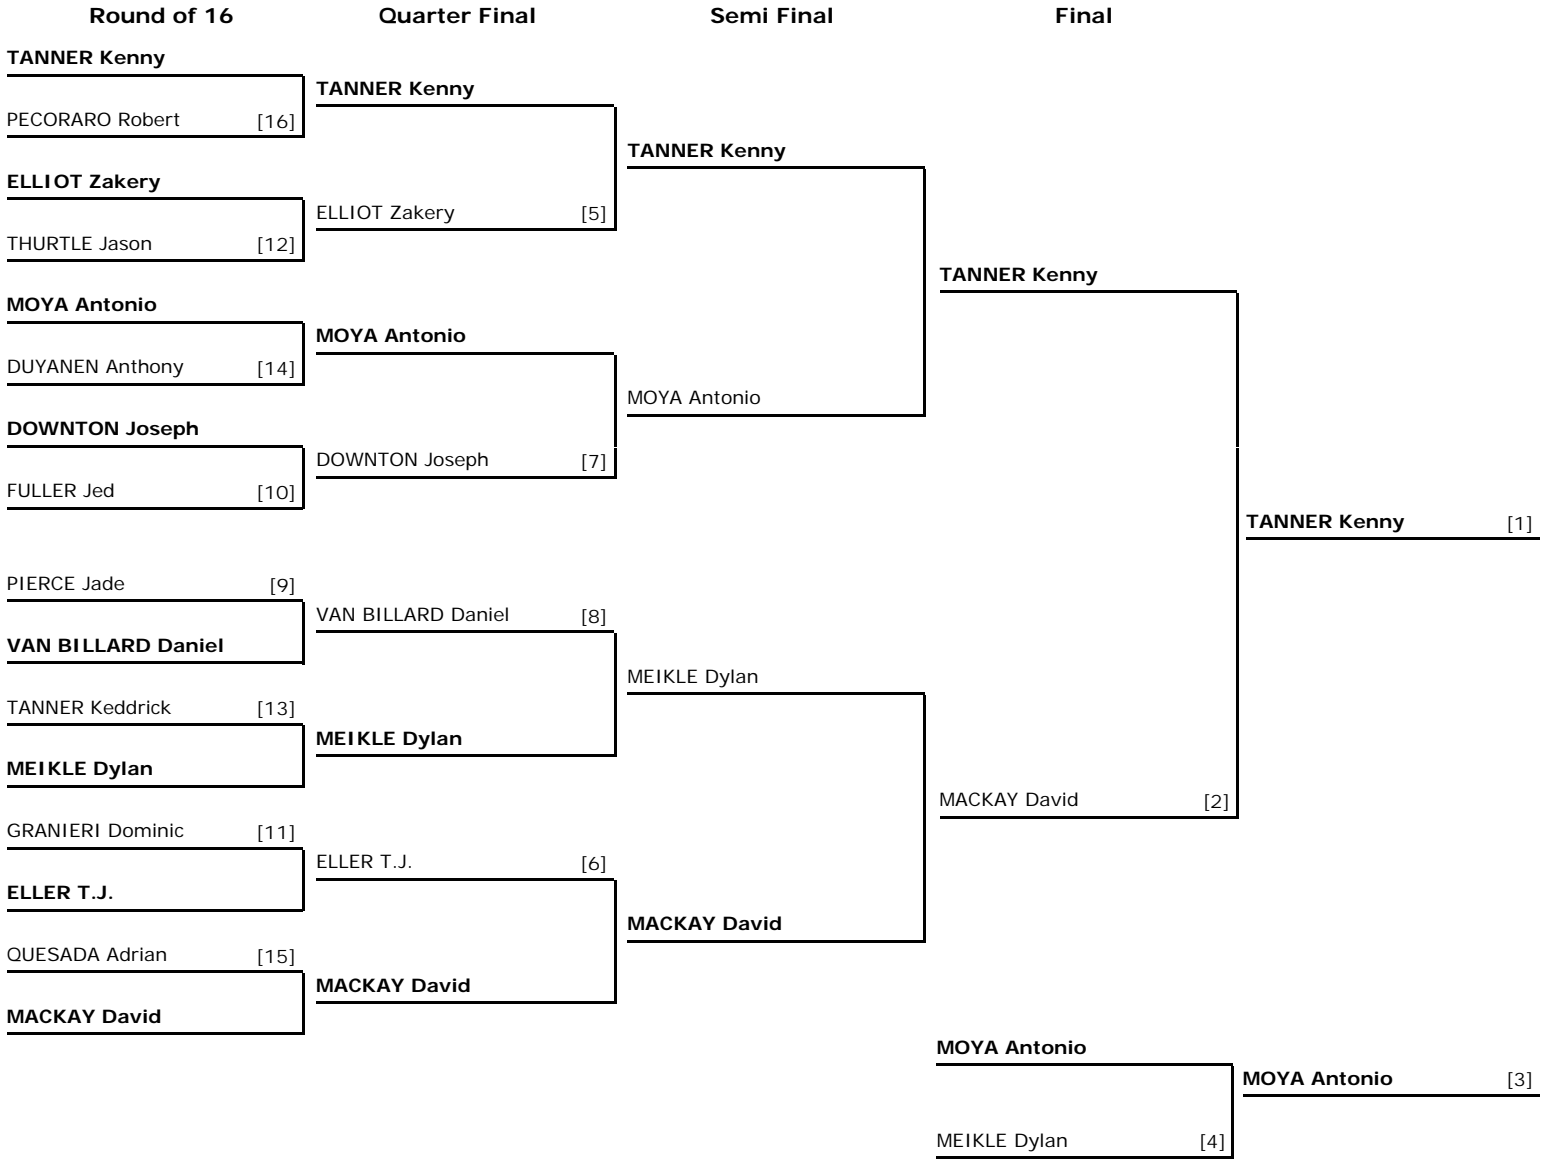 Round of 16 Quarter Final Semi Final Final
TANNER Kenny
PECORARO Robert [16]
ELLIOT Zakery
THURTLE Jason [12]
MOYA Antonio
DUYANEN Anthony [14]
DOWNTON Joseph
FULLER Jed [10]
PIERCE Jade [9]
VAN BILLARD Daniel
TANNER Keddrick [13]
MEIKLE Dylan
GRANIERI Dominic [11]
ELLER T.J.
QUESADA Adrian [15]
MACKAY David
TANNER Kenny
ELLIOT Zakery [5]
MOYA Antonio
DOWNTON Joseph [7]
VAN BILLARD Daniel [8]
MEIKLE Dylan
ELLER T.J. [6]
MACKAY David
TANNER Kenny
MOYA Antonio
MEIKLE Dylan
MACKAY David
TANNER Kenny
MACKAY David [2]
TANNER Kenny [1]
MOYA Antonio
MEIKLE Dylan [4]
MOYA Antonio [3]